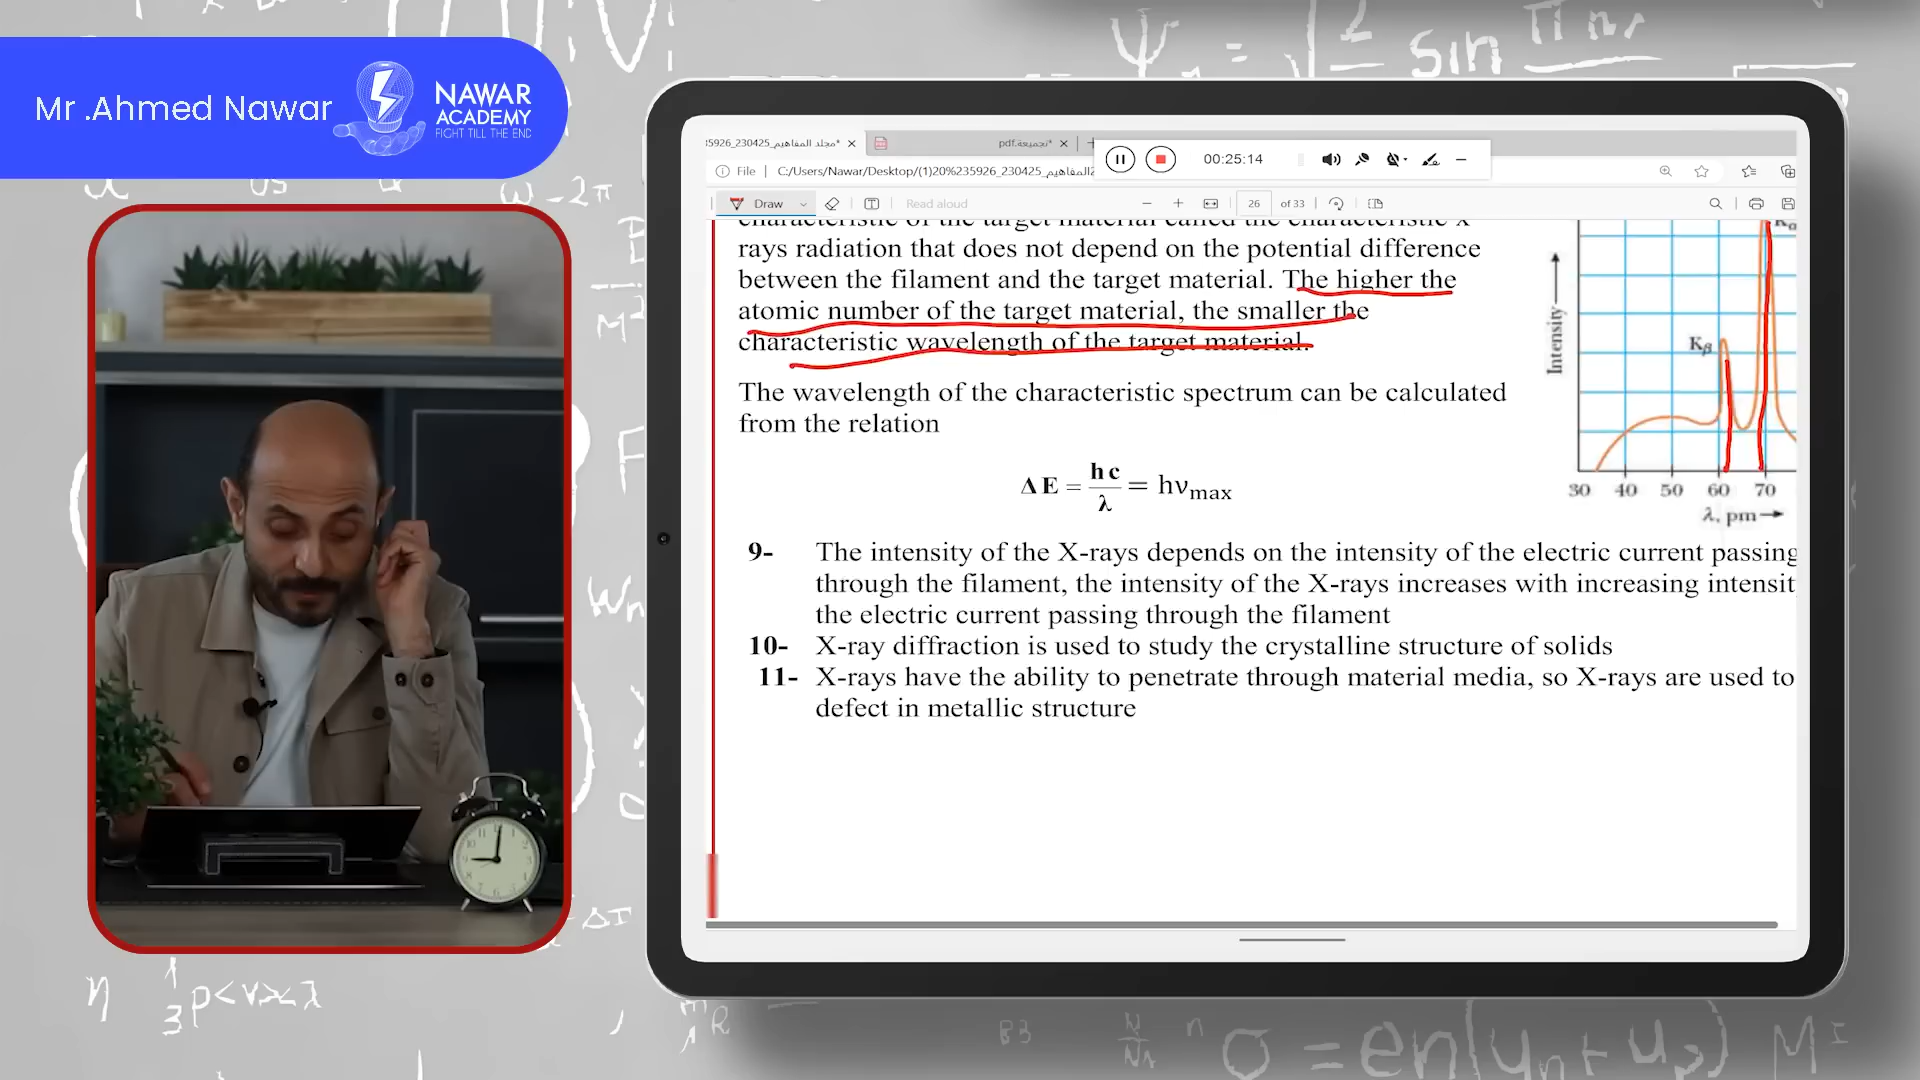 Mr .Ahmed Nawar
NAWAR
ACADEMY
FIGHT TILL THE END
00:25:14
File
Draw
Read aloud
26
of 33
rays radiation that does not depend on the potential difference
between the filament and the target material. The higher the
atomic number of the target material, the smaller the
characteristic wavelength of the target material.
The wavelength of the characteristic spectrum can be calculated
from the relation
Δ E = h c / λ = hν max
9- The intensity of the X-rays depends on the intensity of the electric current passing
through the filament, the intensity of the X-rays increases with increasing intensit
the electric current passing through the filament
10- X-ray diffraction is used to study the crystalline structure of solids
11- X-rays have the ability to penetrate through material media, so X-rays are used to
defect in metallic structure
Intensity
Kβ
30 40 50 60 70
λ, pm